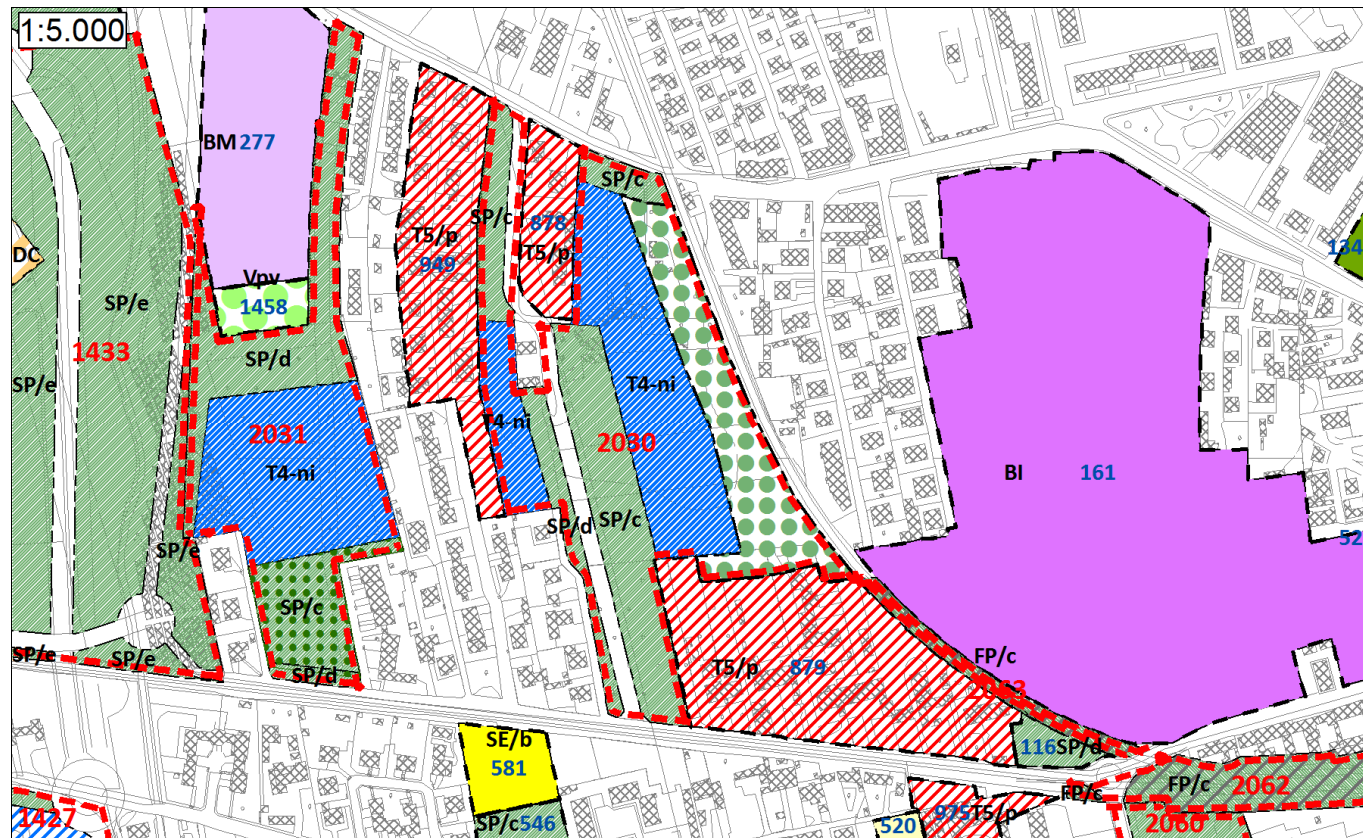 1:5.000
BM 277
SP/c
SP/c
878
T5/p
T5/p
949
134
DC
Vpv
1458
SP/e
1433
SP/d
SP/e
T4-ni
T4-ni
2031
2030
T4-ni
BI 161
SP/c
SP/d
52
SP/e
SP/c
SP/e
SP/e
SP/d
T5/p 879
FP/c
SE/b
581
116 SP/d
FP/c
FP/c 2062
1427
SP/c 546
520
975 T5/p
2060